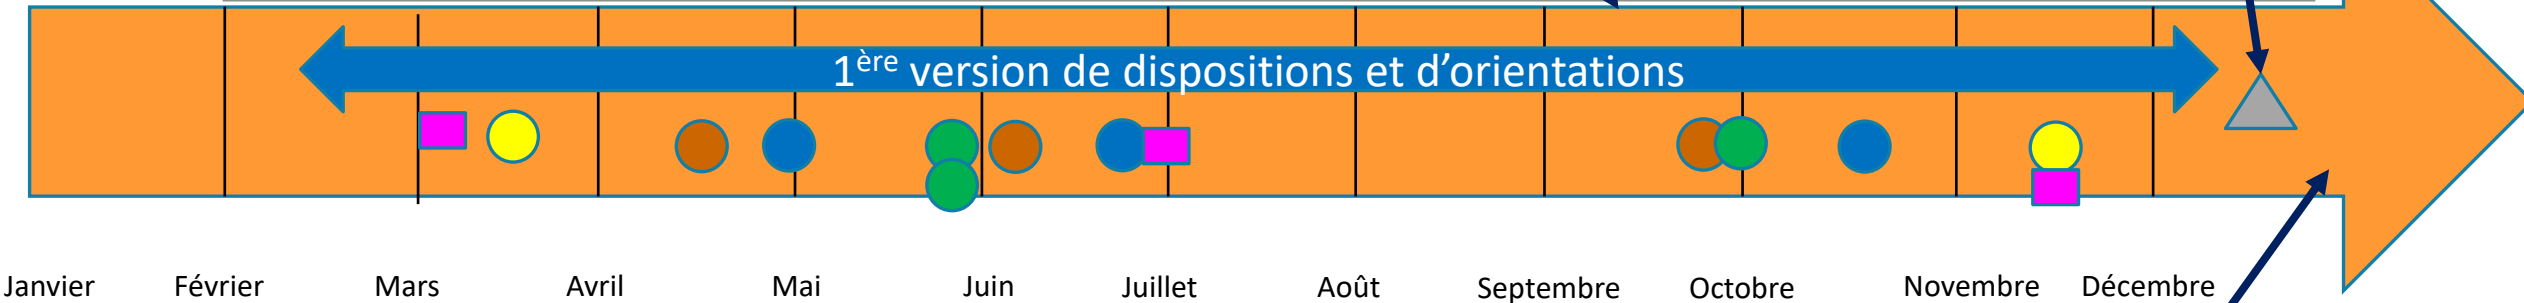 1ère version de dispositions et d'orientations
Janvier Février Mars Avril Mai Juin Juillet Août Septembre Octobre Novembre Décembre